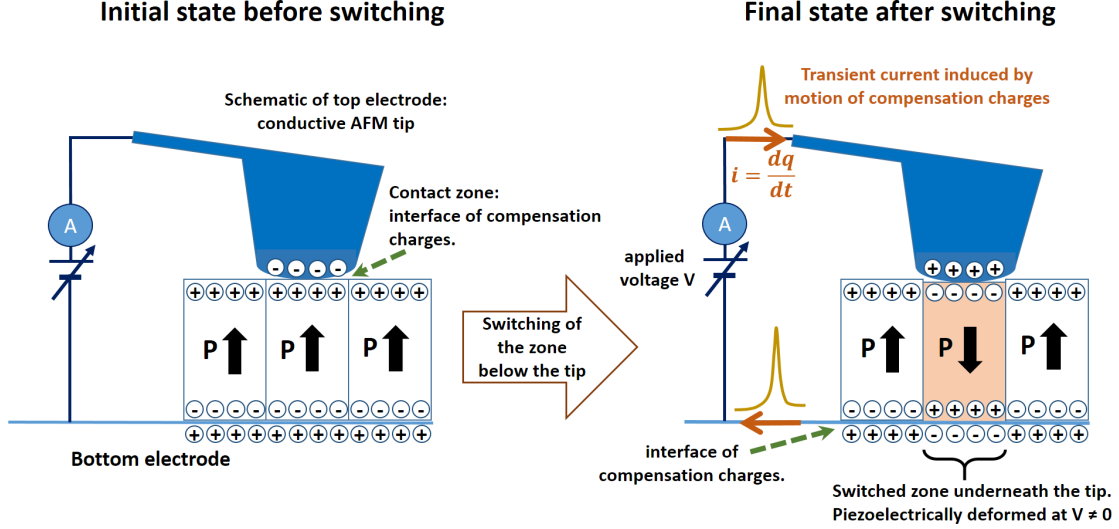 Initial state before switching
Final state after switching
Schematic of top electrode:
conductive AFM tip
Contact zone:
interface of compensation
charges.
A
- - - -
+ + + + + + + + + + + +
P P P
- - - - - - - - - - - -
+ + + + + + + + + + + +
Bottom electrode
Switching of
the zone
below the tip
Transient current induced by
motion of compensation charges
i = dq/dt
A
applied
voltage V
+ + + +
+ + + + - - - - + + + +
P P P
- - - - + + + + - - - -
+ + + + - - - - + + + +
interface of
compensation charges.
Switched zone underneath the tip.
Piezoelectrically deformed at V ≠ 0